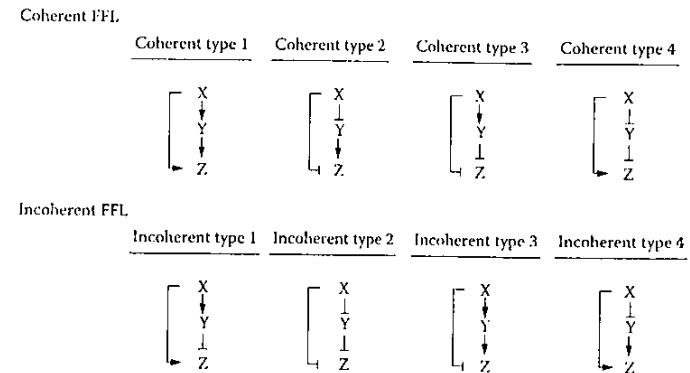 Coherent FFL
Coherent type 1 Coherent type 2 Coherent type 3 Coherent type 4
X X X X
Y Y Y Y
Z Z Z Z
Incoherent FFL
Incoherent type 1 Incoherent type 2 Incoherent type 3 Incoherent type 4
X X X X
Y Y Y Y
Z Z Z Z